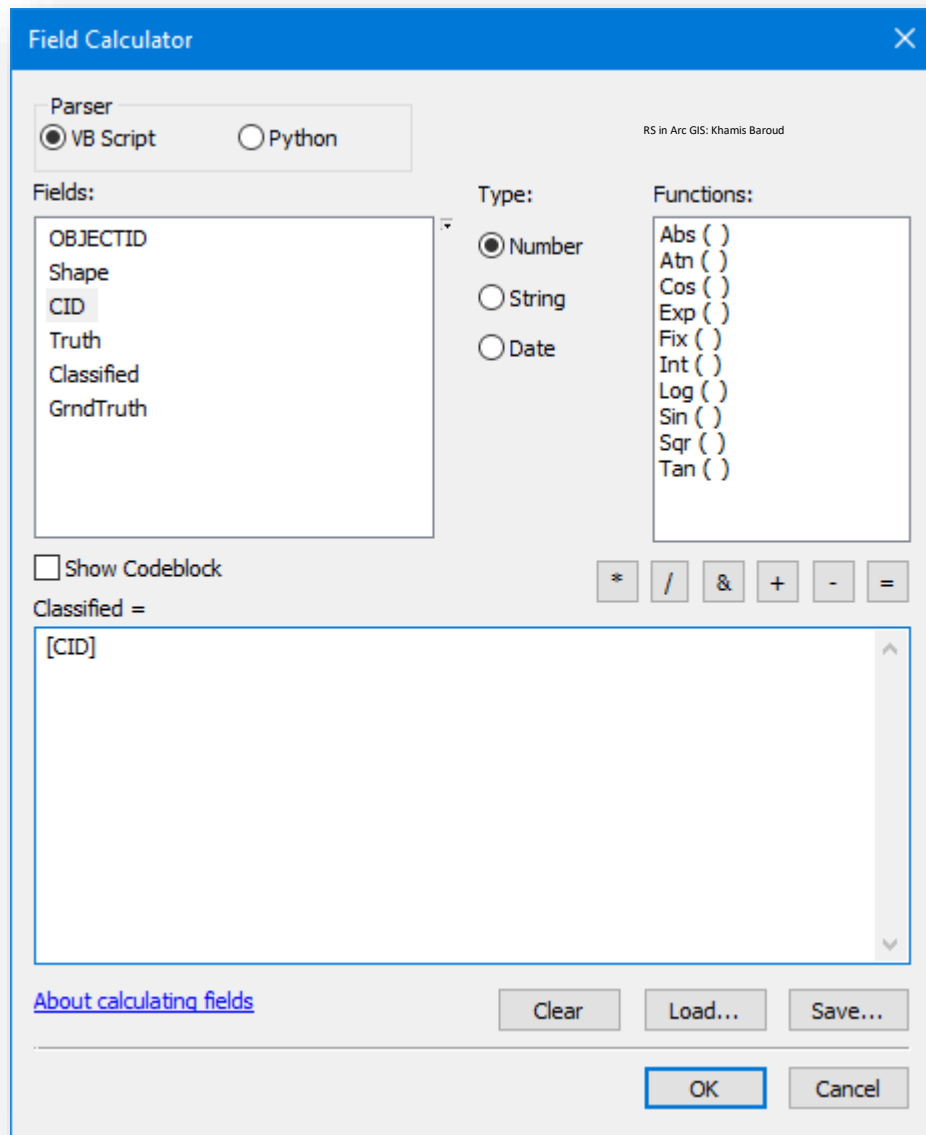 Field Calculator
Parser
VB Script Python
RS in Arc GIS: Khamis Baroud
Fields:
OBJECTID
Shape
CID
Truth
Classified
GrndTruth
Type:
Number
String
Date
Functions:
Abs ( )
Atn ( )
Cos ( )
Exp ( )
Fix ( )
Int ( )
Log ( )
Sin ( )
Sqr ( )
Tan ( )
Show Codeblock
* / & + - =
Classified =
[CID]
About calculating fields
Clear Load... Save...
OK Cancel